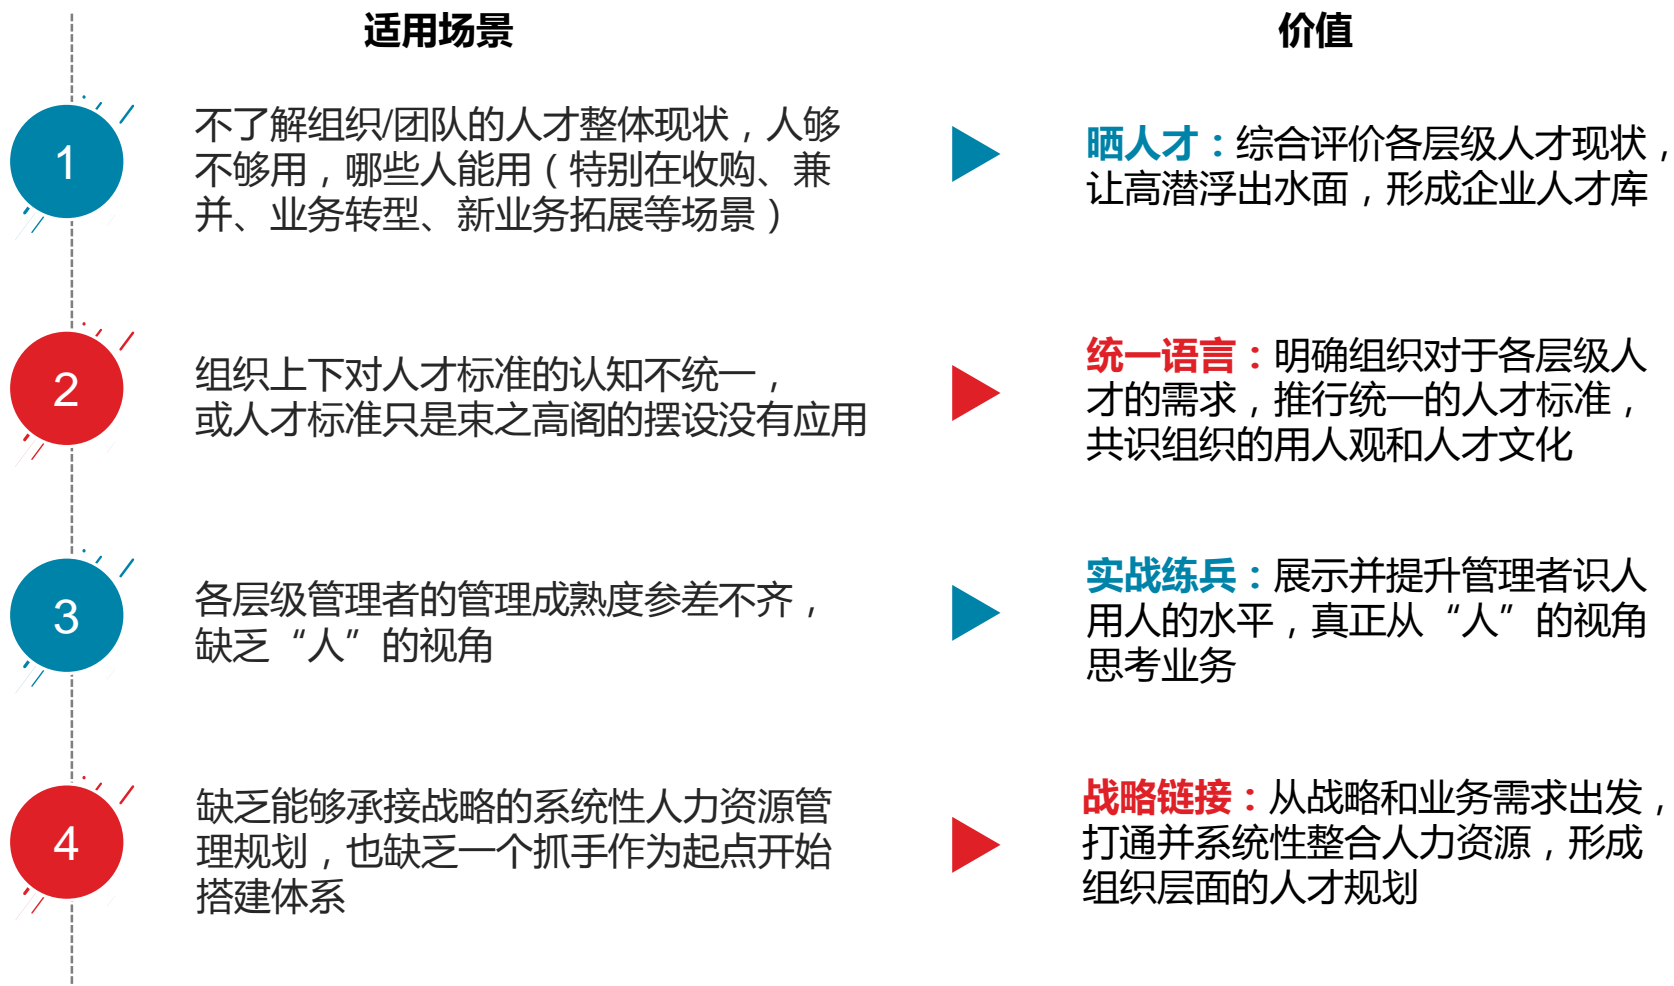 适用场景
价值
1
不了解组织/团队的人才整体现状，人够
不够用，哪些人能用（特别在收购、兼
并、业务转型、新业务拓展等场景）
晒人才：综合评价各层级人才现状，
让高潜浮出水面，形成企业人才库
2
组织上下对人才标准的认知不统一，
或人才标准只是束之高阁的摆设没有应用
统一语言：明确组织对于各层级人
才的需求，推行统一的人才标准，
共识组织的用人观和人才文化
3
各层级管理者的管理成熟度参差不齐，
缺乏“人”的视角
实战练兵：展示并提升管理者识人
用人的水平，真正从“人”的视角
思考业务
4
缺乏能够承接战略的系统性人力资源管
理规划，也缺乏一个抓手作为起点开始
搭建体系
战略链接：从战略和业务需求出发，
打通并系统性整合人力资源，形成
组织层面的人才规划